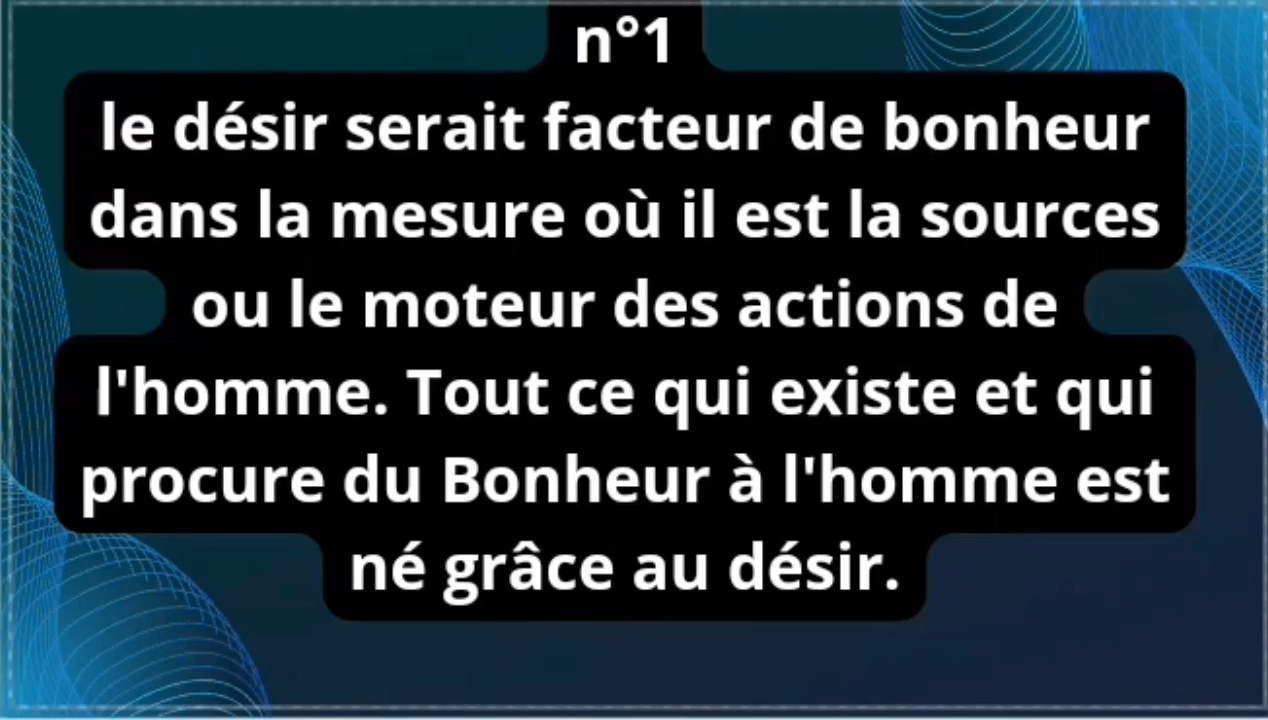 n°1
le désir serait facteur de bonheur
dans la mesure où il est la sources
ou le moteur des actions de
l'homme. Tout ce qui existe et qui
procure du Bonheur à l'homme est
né grâce au désir.